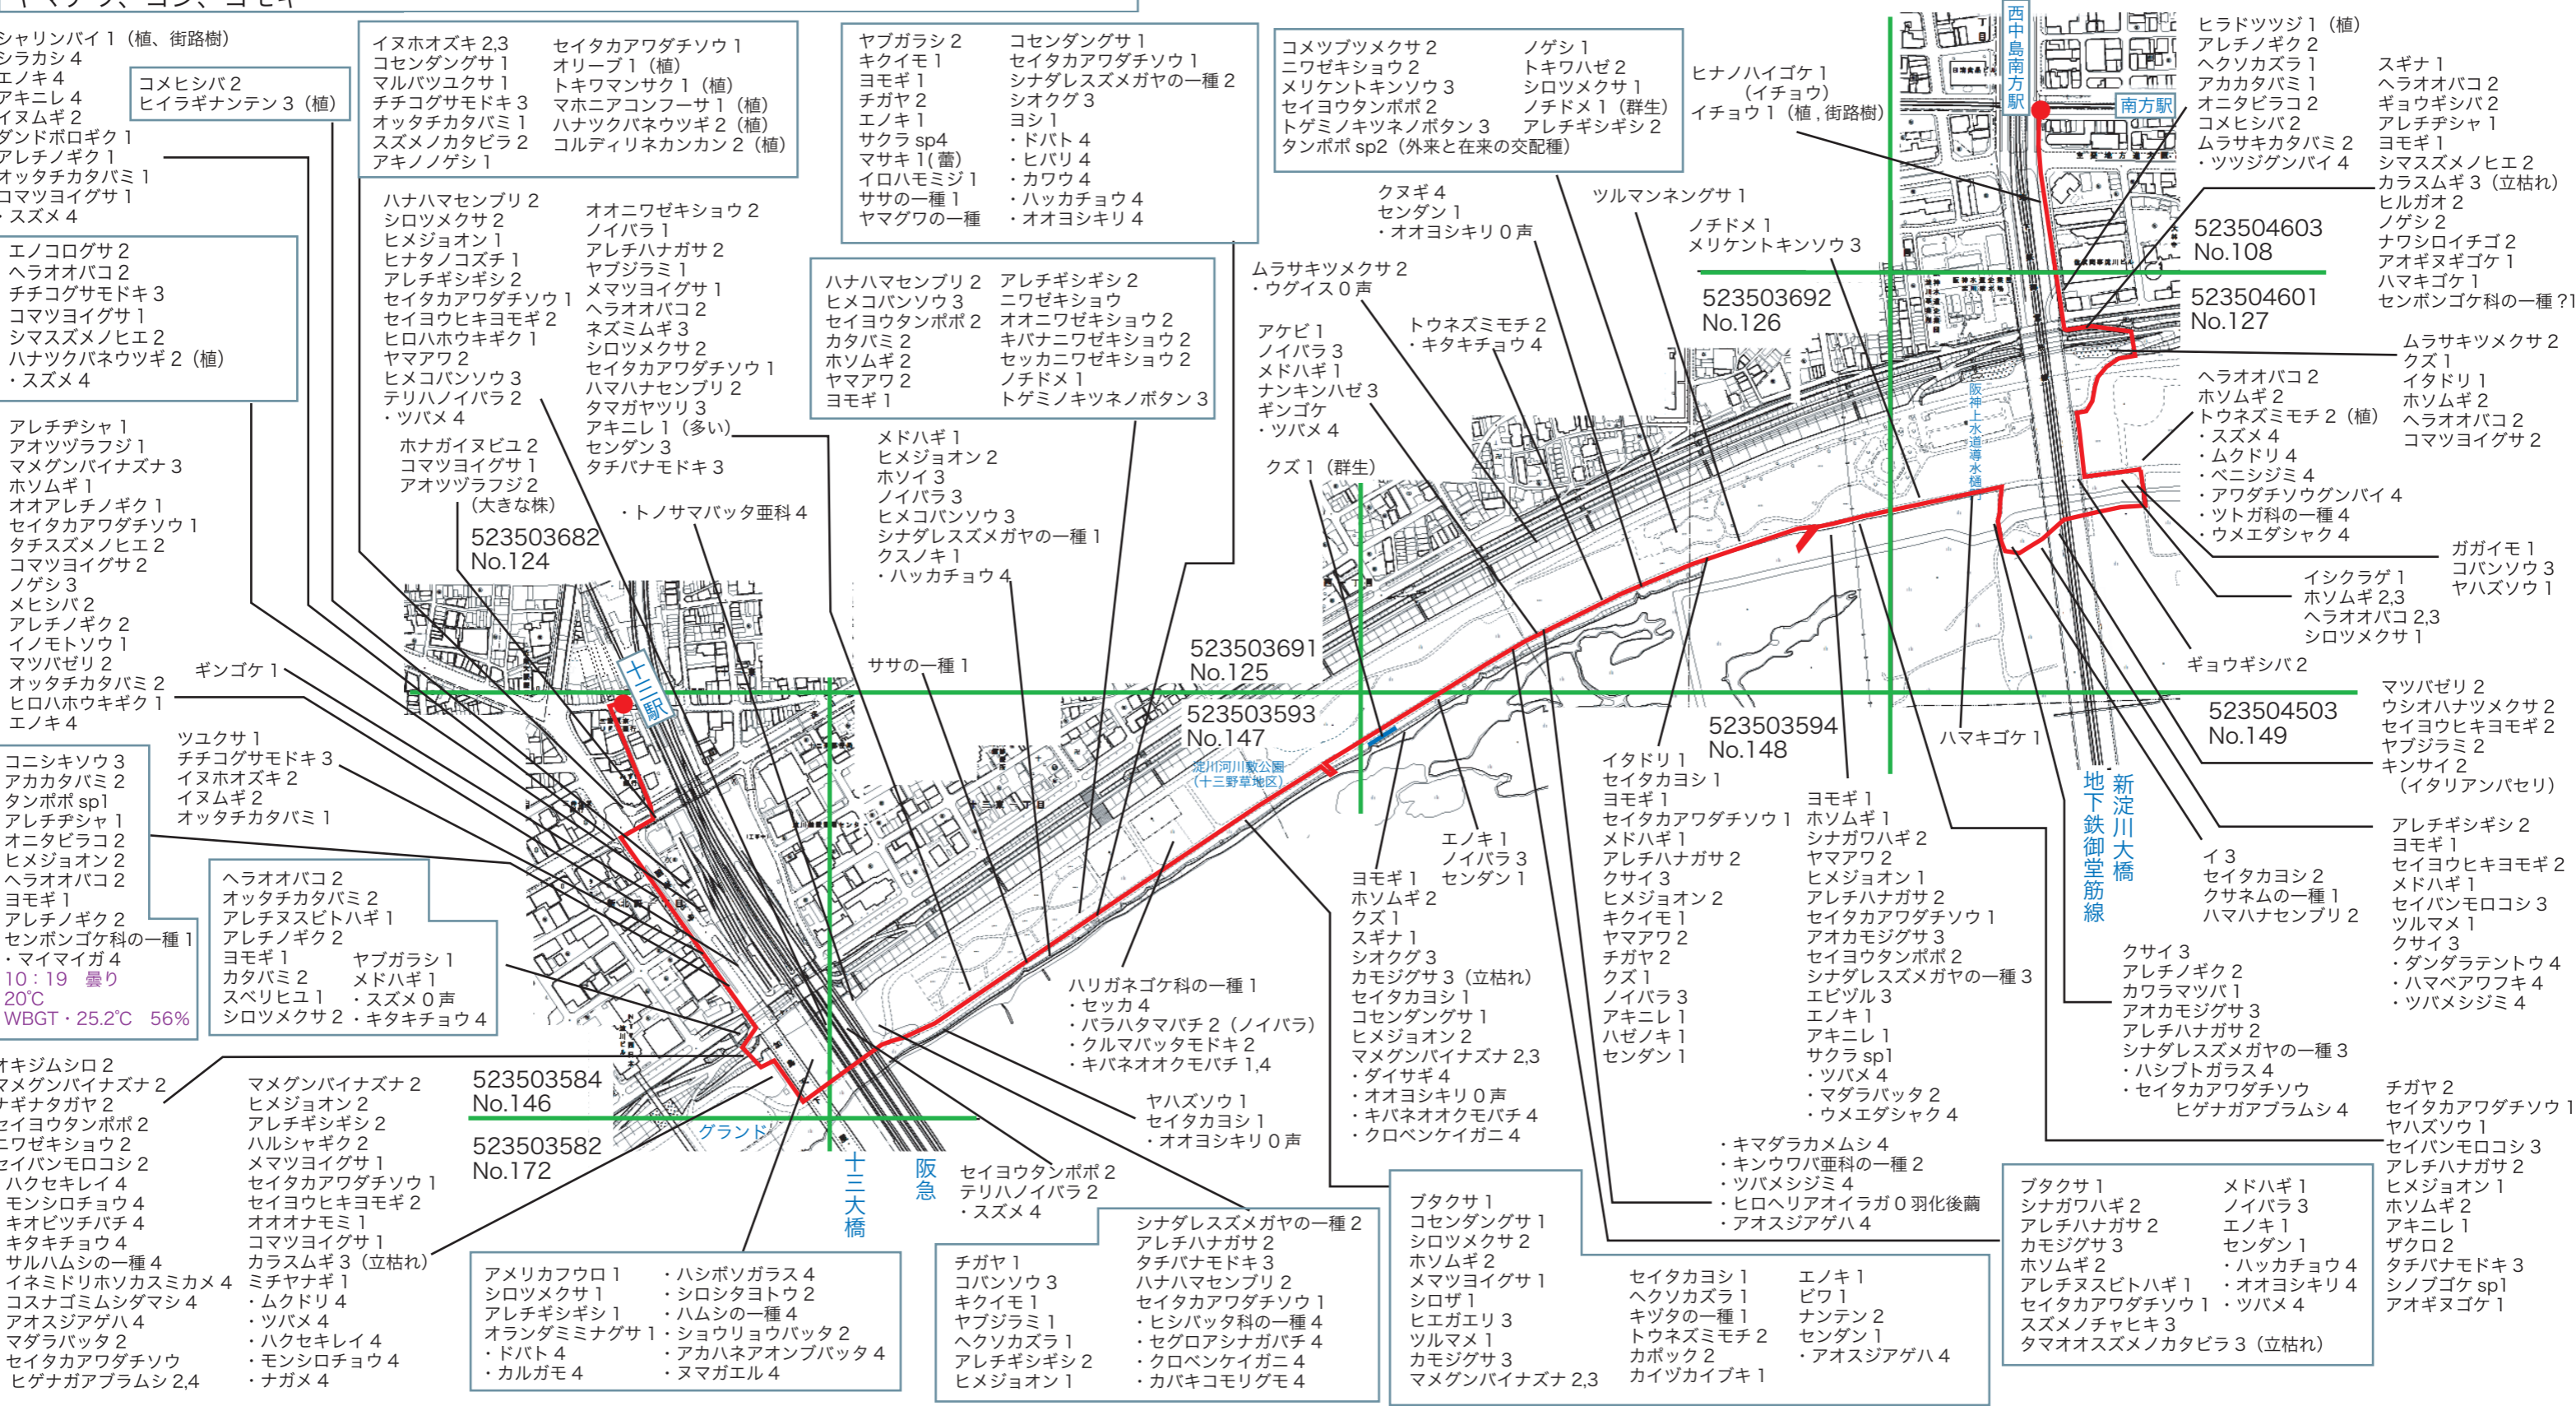 シャリンバイ 1（植、街路樹）
シラカシ 4
エノキ 4
アキニレ 4
イヌムギ 2
ダンドボロギク 1
アレチノギク 1
オッタチカタバミ 1
コマツヨイグサ 1
・スズメ 4
コメヒシバ 2
ヒイラギナンテン 3（植）
エノコログサ 2
ヘラオオバコ 2
チチコグサモドキ 3
コマツヨイグサ 1
シマスズメノヒエ 2
ハナツクバネウツギ 2（植）
・スズメ 4
アレチヂシャ 1
アオツヅラフジ 1
マメグンバイナズナ 3
ホソムギ 1
オオアレチノギク 1
セイタカアワダチソウ 1
タチスズメノヒエ 2
コマツヨイグサ 2
ノゲシ 3
メヒシバ 2
アレチノギク 2
イノモトソウ 1
マツバゼリ 2
オッタチカタバミ 2
ヒロハホウキギク 1
エノキ 4
ギンゴケ 1
コニシキソウ 3
アカカタバミ 2
タンポポ sp1
アレチヂシャ 1
オニタビラコ 2
ヒメジョオン 2
ヘラオオバコ 2
ヨモギ 1
アレチノギク 2
センボンゴケ科の一種 1
・マイマイガ 4
10：19　曇り
20℃
WBGT・25.2℃　56%
ツユクサ 1
チチコグサモドキ 3
イヌホオズキ 2
イヌムギ 2
オッタチカタバミ 1
ヘラオオバコ 2
オッタチカタバミ 2
アレチヌスビトハギ 1
アレチノギク 2
ヨモギ 1
カタバミ 2
スベリヒユ 1
シロツメクサ 2
ヤブガラシ 1
メドハギ 1
・スズメ 0 声
・キタキチョウ 4
オキジムシロ 2
マメグンバイナズナ 2
ナギナタガヤ 2
セイヨウタンポポ 2
ニワゼキショウ 2
セイバンモロコシ 2
ハクセキレイ 4
モンシロチョウ 4
キオビツチバチ 4
キタキチョウ 4
サルハムシの一種 4
イネミドリホソカスミカメ 4
コスナゴミムシダマシ 4
アオスジアゲハ 4
マダラバッタ 2
セイタカアワダチソウ
ヒゲナガアブラムシ 2,4
マメグンバイナズナ 2
ヒメジョオン 2
アレチギシギシ 2
ハルシャギク 2
メマツヨイグサ 1
セイタカアワダチソウ 1
セイヨウヒキヨモギ 2
オオオナモミ 1
コマツヨイグサ 1
カラスムギ 3（立枯れ）
ミチヤナギ 1
・ムクドリ 4
・ツバメ 4
・ハクセキレイ 4
・モンシロチョウ 4
・ナガメ 4
イヌホオズキ 2,3
コセンダングサ 1
マルバツユクサ 1
チチコグサモドキ 3
オッタチカタバミ 1
スズメノカタビラ 2
アキノノゲシ 1
セイタカアワダチソウ 1
オリーブ 1（植）
トキワマンサク 1（植）
マホニアコンフーサ 1（植）
ハナツクバネウツギ 2（植）
コルディリネカンカン 2（植）
ハナハマセンブリ 2
シロツメクサ 2
ヒメジョオン 1
ヒナタノコズチ 1
アレチギシギシ 2
セイタカアワダチソウ 1
セイヨウヒキヨモギ 2
ヒロハホウキギク 1
ヤマアワ 2
ヒメコバンソウ 3
テリハノイバラ 2
・ツバメ 4
オオニワゼキショウ 2
ノイバラ 1
アレチハナガサ 2
ヤブジラミ 1
メマツヨイグサ 1
ヘラオオバコ 2
ネズミムギ 3
シロツメクサ 2
セイタカアワダチソウ 1
ハマハナセンブリ 2
タマガヤツリ 3
アキニレ 1（多い）
センダン 3
タチバナモドキ 3
ホナガイヌビユ 2
コマツヨイグサ 1
アオツヅラフジ 2
（大きな株）
523503682
No.124
・トノサマバッタ亜科 4
ヤブガラシ 2
キクイモ 1
ヨモギ 1
チガヤ 2
エノキ 1
サクラ sp4
マサキ 1( 蕾)
イロハモミジ 1
ササの一種 1
ヤマグワの一種
コセンダングサ 1
セイタカアワダチソウ 1
シナダレスズメガヤの一種 2
シオクグ 3
ヨシ 1
・ドバト 4
・ヒバリ 4
・カワウ 4
・ハッカチョウ 4
・オオヨシキリ 4
ハナハマセンブリ 2
ヒメコバンソウ 3
セイヨウタンポポ 2
カタバミ 2
ホソムギ 2
ヤマアワ 2
ヨモギ 1
アレチギシギシ 2
ニワゼキショウ
オオニワゼキショウ 2
キバナニワゼキショウ 2
セッカニワゼキショウ 2
ノチドメ 1
トゲミノキツネノボタン 3
メドハギ 1
ヒメジョオン 2
ホソイ 3
ノイバラ 3
ヒメコバンソウ 3
シナダレスズメガヤの一種 1
クスノキ 1
・ハッカチョウ 4
ササの一種 1
コメツブツメクサ 2
ニワゼキショウ 2
メリケントキンソウ 3
セイヨウタンポポ 2
トゲミノキツネノボタン 3
タンポポ sp2（外来と在来の交配種）
ノゲシ 1
トキワハゼ 2
シロツメクサ 1
ノチドメ 1（群生）
アレチギシギシ 2
クヌギ 4
センダン 1
・オオヨシキリ 0 声
ムラサキツメクサ 2
・ウグイス 0 声
アケビ 1
ノイバラ 3
メドハギ 1
ナンキンハゼ 3
ギンゴケ
・ツバメ 4
トウネズミモチ 2
・キタキチョウ 4
クズ 1（群生）
ツルマンネングサ 1
ノチドメ 1
メリケントキンソウ 3
ヒナノハイゴケ 1
（イチョウ）
イチョウ 1（植 , 街路樹）
西中島南方駅
南方駅
ヒラドツツジ 1（植）
アレチノギク 2
ヘクソカズラ 1
アカカタバミ 1
オニタビラコ 2
コメヒシバ 2
ムラサキカタバミ 2
・ツツジグンバイ 4
スギナ 1
ヘラオオバコ 2
ギョウギシバ 2
アレチヂシャ 1
ヨモギ 1
シマスズメノヒエ 2
カラスムギ 3（立枯れ）
ヒルガオ 2
ノゲシ 2
ナワシロイチゴ 2
アオギヌギゴケ 1
ハマキゴケ 1
センボンゴケ科の一種 ?1
523504603
No.108
523503692
No.126
523504601
No.127
ムラサキツメクサ 2
クズ 1
イタドリ 1
ホソムギ 2
ヘラオオバコ 2
コマツヨイグサ 2
ヘラオオバコ 2
ホソムギ 2
トウネズミモチ 2（植）
・スズメ 4
・ムクドリ 4
・ベニシジミ 4
・アワダチソウグンバイ 4
・ツトガ科の一種 4
・ウメエダシャク 4
ガガイモ 1
コバンソウ 3
ヤハズソウ 1
イシクラゲ 1
ホソムギ 2,3
ヘラオオバコ 2,3
シロツメクサ 1
ギョウギシバ 2
阪神上水道導水樋
523503691
No.125
523503593
No.147
淀川河川敷公園
（十三野草地区）
523503594
No.148
ハマキゴケ 1
523504503
No.149
地下鉄御堂筋線
新淀川大橋
マツバゼリ 2
ウシオハナツメクサ 2
セイヨウヒキヨモギ 2
ヤブジラミ 2
キンサイ 2
（イタリアンパセリ）
アレチギシギシ 2
ヨモギ 1
セイヨウヒキヨモギ 2
メドハギ 1
セイバンモロコシ 3
ツルマメ 1
クサイ 3
・ダンダラテントウ 4
・ハマベアワフキ 4
・ツバメシジミ 4
イ 3
セイタカヨシ 2
クサネムの一種 1
ハマハナセンブリ 2
クサイ 3
アレチノギク 2
カワラマツバ 1
アオカモジグサ 3
アレチハナガサ 2
シナダレスズメガヤの一種 3
・ハシブトガラス 4
・セイタカアワダチソウ
ヒゲナガアブラムシ 4
チガヤ 2
セイタカアワダチソウ 1
ヤハズソウ 1
セイバンモロコシ 3
アレチハナガサ 2
ヒメジョオン 1
ホソムギ 2
アキニレ 1
ザクロ 2
タチバナモドキ 3
シノブゴケ sp1
アオギヌゴケ 1
十三駅
523503584
No.146
523503582
No.172
グランド
十三大橋
阪急
アメリカフウロ 1
シロツメクサ 1
アレチギシギシ 1
オランダミミナグサ 1
・ドバト 4
・カルガモ 4
・ハシボソガラス 4
・シロシタヨトウ 2
・ハムシの一種 4
・ショウリョウバッタ 2
・アカハネアオンブバッタ 4
・ヌマガエル 4
セイヨウタンポポ 2
テリハノイバラ 2
・スズメ 4
ハリガネゴケ科の一種 1
・セッカ 4
・バラハタマバチ 2（ノイバラ）
・クルマバッタモドキ 2
・キバネオオクモバチ 1,4
ヤハズソウ 1
セイタカヨシ 1
・オオヨシキリ 0 声
チガヤ 1
コバンソウ 3
キクイモ 1
ヤブジラミ 1
ヘクソカズラ 1
アレチギシギシ 2
ヒメジョオン 1
シナダレスズメガヤの一種 2
アレチハナガサ 2
タチバナモドキ 3
ハナハマセンブリ 2
セイタカアワダチソウ 1
・ヒシバッタ科の一種 4
・セグロアシナガバチ 4
・クロベンケイガニ 4
・カバキコモリグモ 4
エノキ 1
ノイバラ 3
センダン 1
ヨモギ 1
ホソムギ 2
クズ 1
スギナ 1
シオクグ 3
カモジグサ 3（立枯れ）
セイタカヨシ 1
コセンダングサ 1
ヒメジョオン 2
マメグンバイナズナ 2,3
・ダイサギ 4
・オオヨシキリ 0 声
・キバネオオクモバチ 4
・クロベンケイガニ 4
イタドリ 1
セイタカヨシ 1
ヨモギ 1
セイタカアワダチソウ 1
メドハギ 1
アレチハナガサ 2
クサイ 3
ヒメジョオン 2
キクイモ 1
ヤマアワ 2
チガヤ 2
クズ 1
ノイバラ 3
アキニレ 1
ハゼノキ 1
センダン 1
ヨモギ 1
ホソムギ 1
シナガワハギ 2
ヤマアワ 2
ヒメジョオン 1
アレチハナガサ 2
セイタカアワダチソウ 1
アオカモジグサ 3
セイヨウタンポポ 2
シナダレスズメガヤの一種 3
エビヅル 3
エノキ 1
アキニレ 1
サクラ sp1
・ツバメ 4
・マダラバッタ 2
・ウメエダシャク 4
・キマダラカメムシ 4
・キンウワバ亜科の一種 2
・ツバメシジミ 4
・ヒロヘリアオイラガ 0 羽化後繭
・アオスジアゲハ 4
ブタクサ 1
コセンダングサ 1
シロツメクサ 2
ホソムギ 2
メマツヨイグサ 1
シロザ 1
ヒエガエリ 3
ツルマメ 1
カモジグサ 3
マメグンバイナズナ 2,3
セイタカヨシ 1
ヘクソカズラ 1
キヅタの一種 1
トウネズミモチ 2
カポック 2
カイヅカイブキ 1
エノキ 1
ビワ 1
ナンテン 2
センダン 1
・アオスジアゲハ 4
ブタクサ 1
シナガワハギ 2
アレチハナガサ 2
カモジグサ 3
ホソムギ 2
アレチヌスビトハギ 1
セイタカアワダチソウ 1
スズメノチャヒキ 3
タマオオスズメノカタビラ 3（立枯れ）
メドハギ 1
ノイバラ 3
エノキ 1
センダン 1
・ハッカチョウ 4
・オオヨシキリ 4
・ツバメ 4